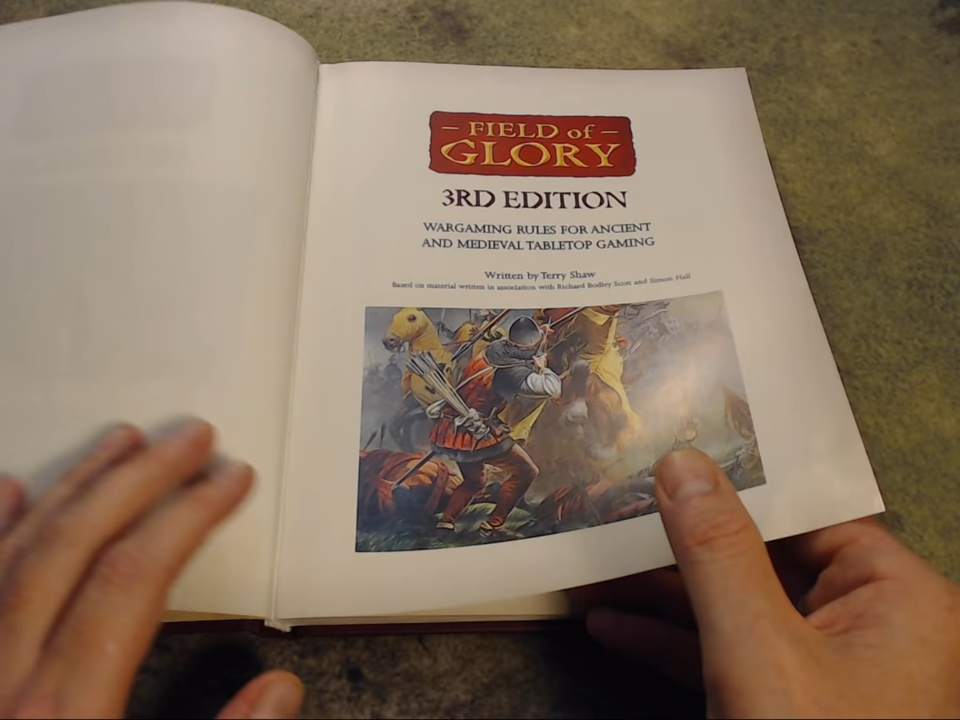 – FIELD of –
GLORY
3RD EDITION
WARGAMING RULES FOR ANCIENT
AND MEDIEVAL TABLETOP GAMING
Written by Terry Shaw
Based on material written in association with Richard Bodley Scott and Simon Hall